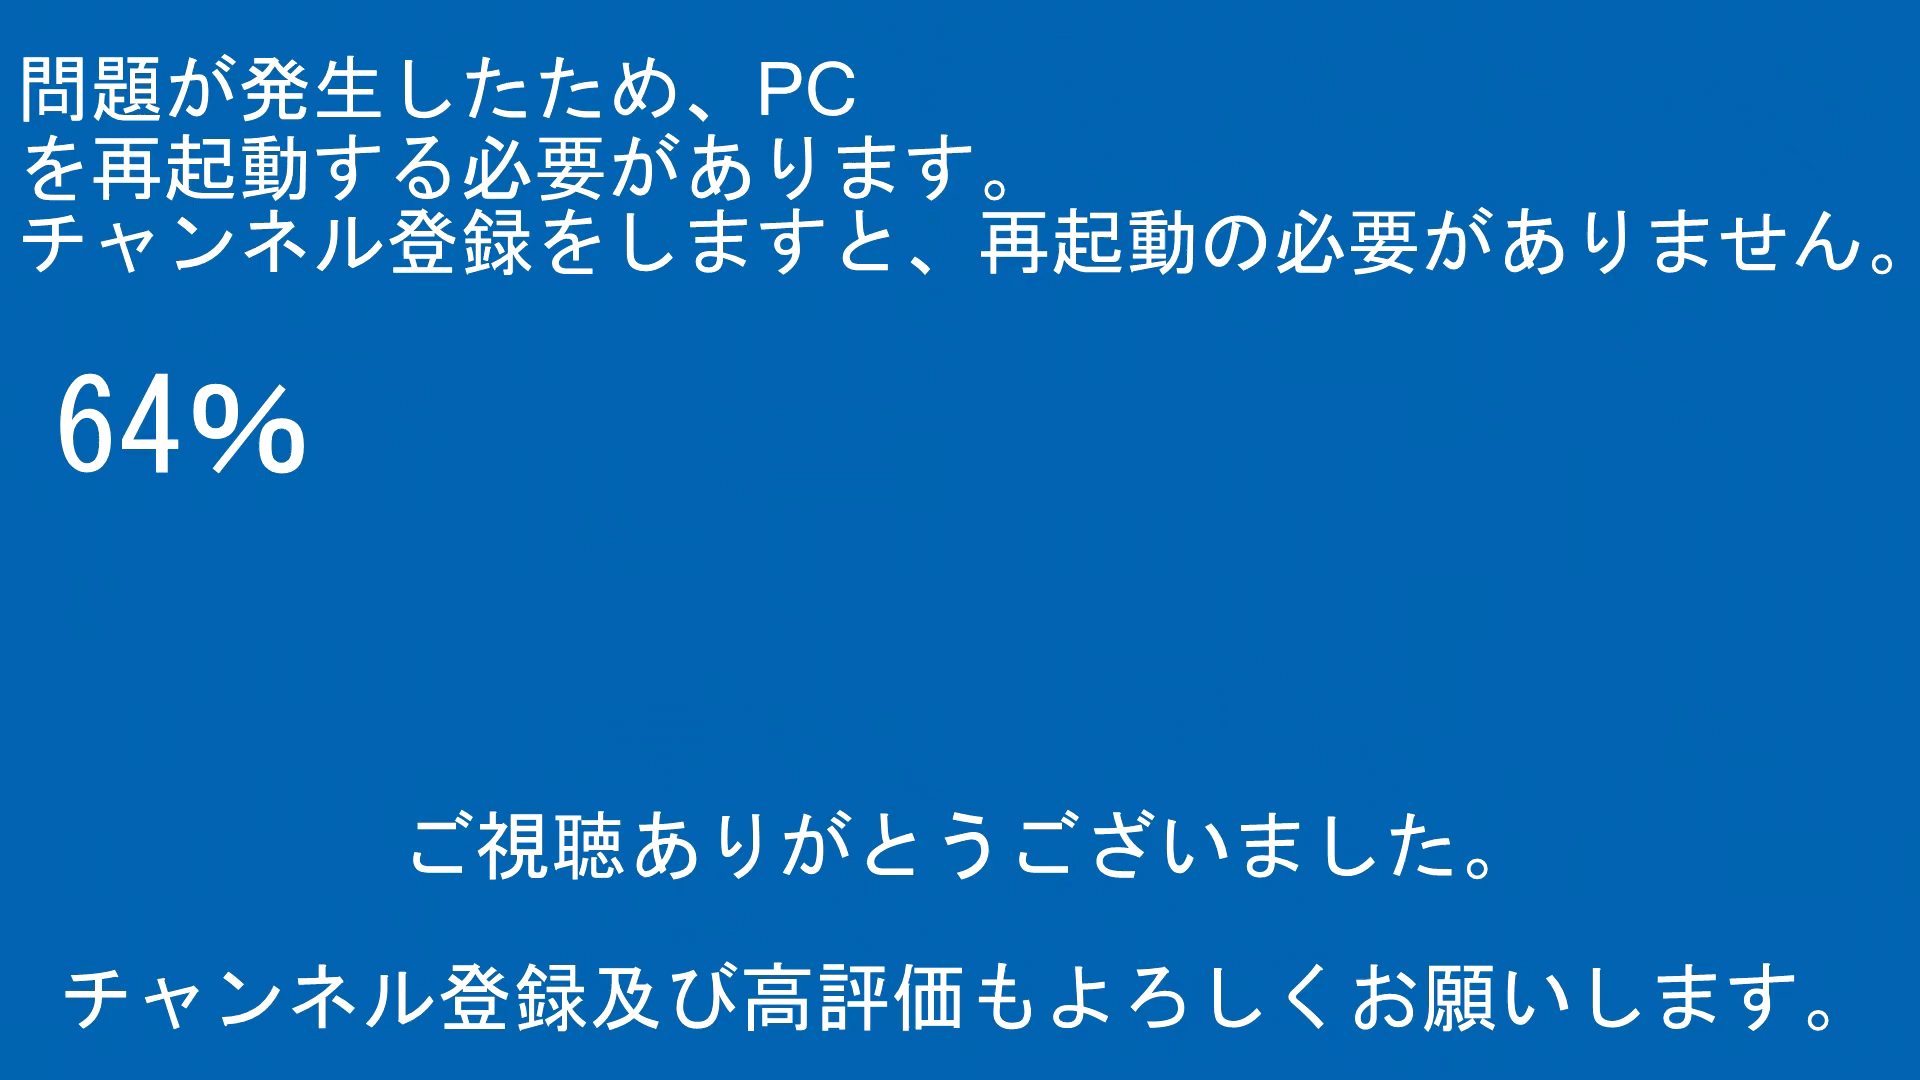 問題が発生したため、PC
を再起動する必要があります。
チャンネル登録をしますと、再起動の必要がありません。
64%
ご視聴ありがとうございました。
チャンネル登録及び高評価もよろしくお願いします。